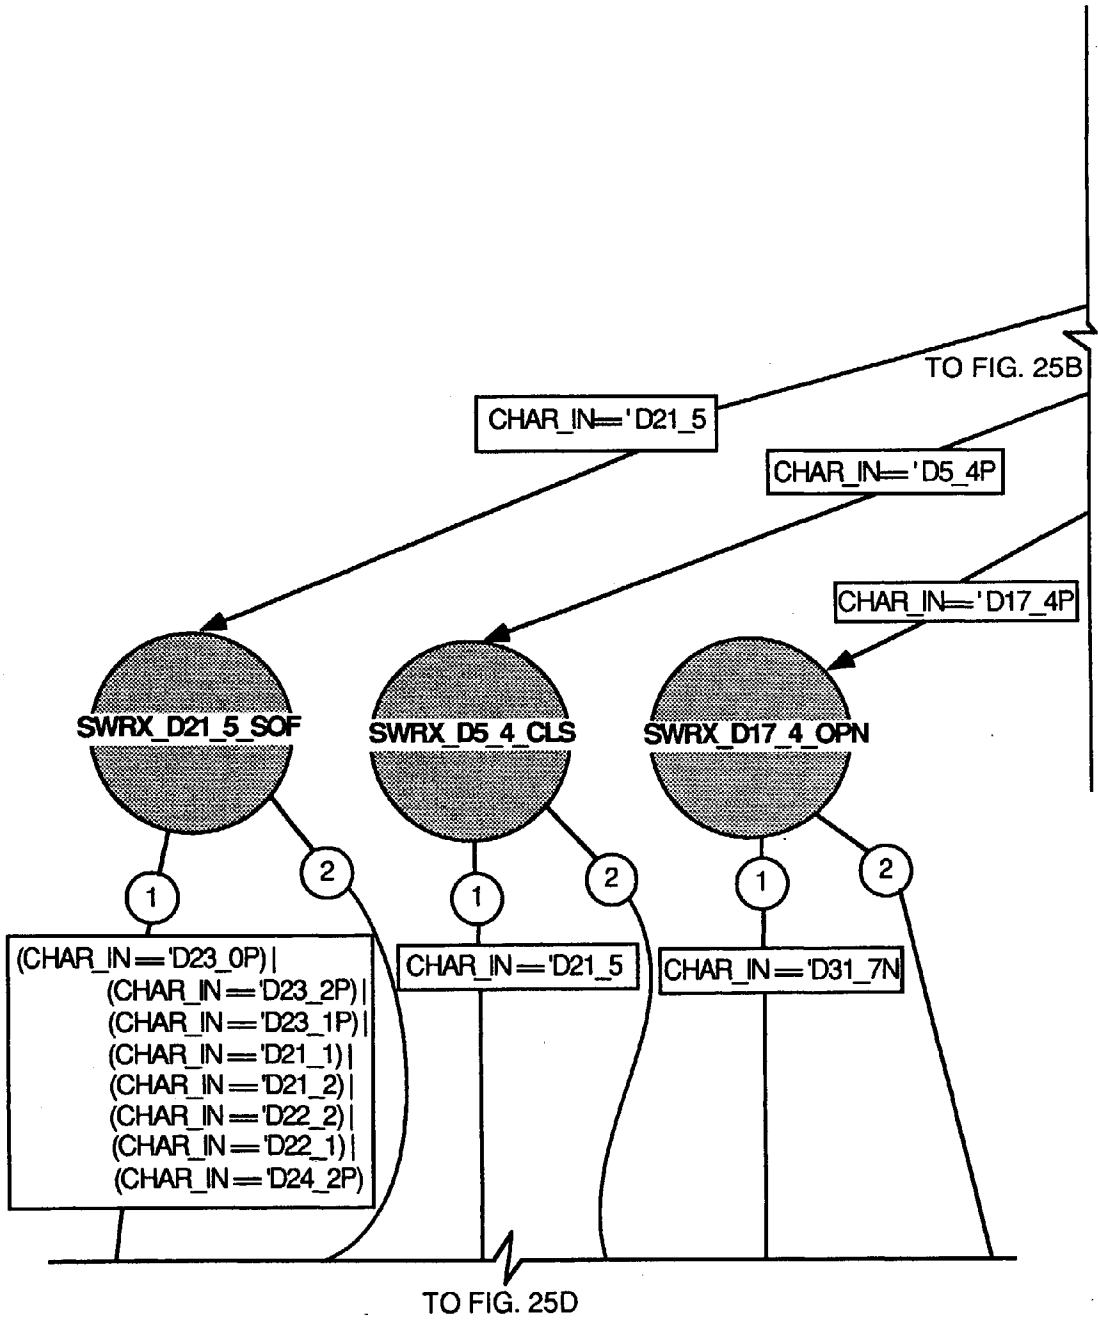 TO FIG. 25B
CHAR_IN=='D21_5
CHAR_IN=='D5_4P
CHAR_IN=='D17_4P
SWRX_D21_5_SOF
SWRX_D5_4_CLS
SWRX_D17_4_OPN
1
2
1
2
1
2
(CHAR_IN=='D23_0P)|
(CHAR_IN=='D23_2P)|
(CHAR_IN=='D23_1P)|
(CHAR_IN=='D21_1)|
(CHAR_IN=='D21_2)|
(CHAR_IN=='D22_2)|
(CHAR_IN=='D22_1)|
(CHAR_IN=='D24_2P)
CHAR_IN=='D21_5
CHAR_IN=='D31_7N
TO FIG. 25D